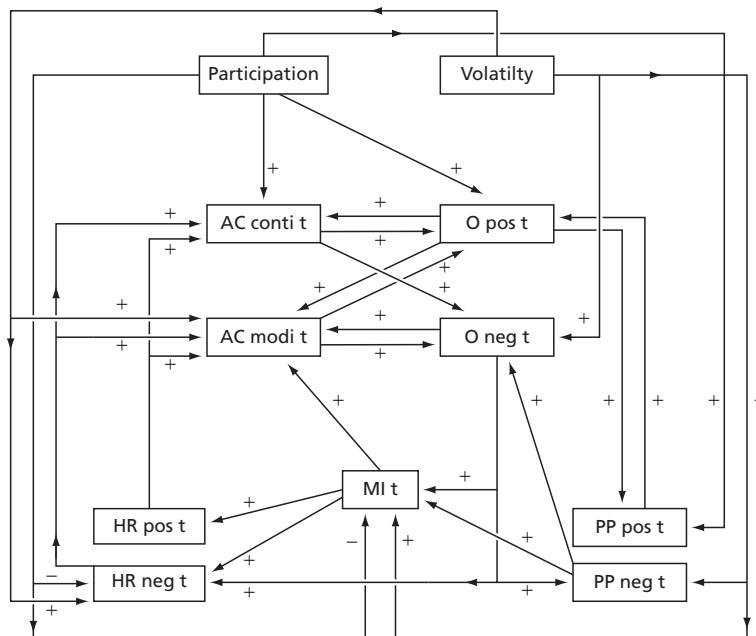 Participation Volatilty
+ +
+ +
AC conti t O pos t
+ +
+ +
+ + +
+ +
AC modi t O neg t
+ +
+
+ + + + +
MI t +
+
HR pos t PP pos t
− + +
+
HR neg t PP neg t
− +
+